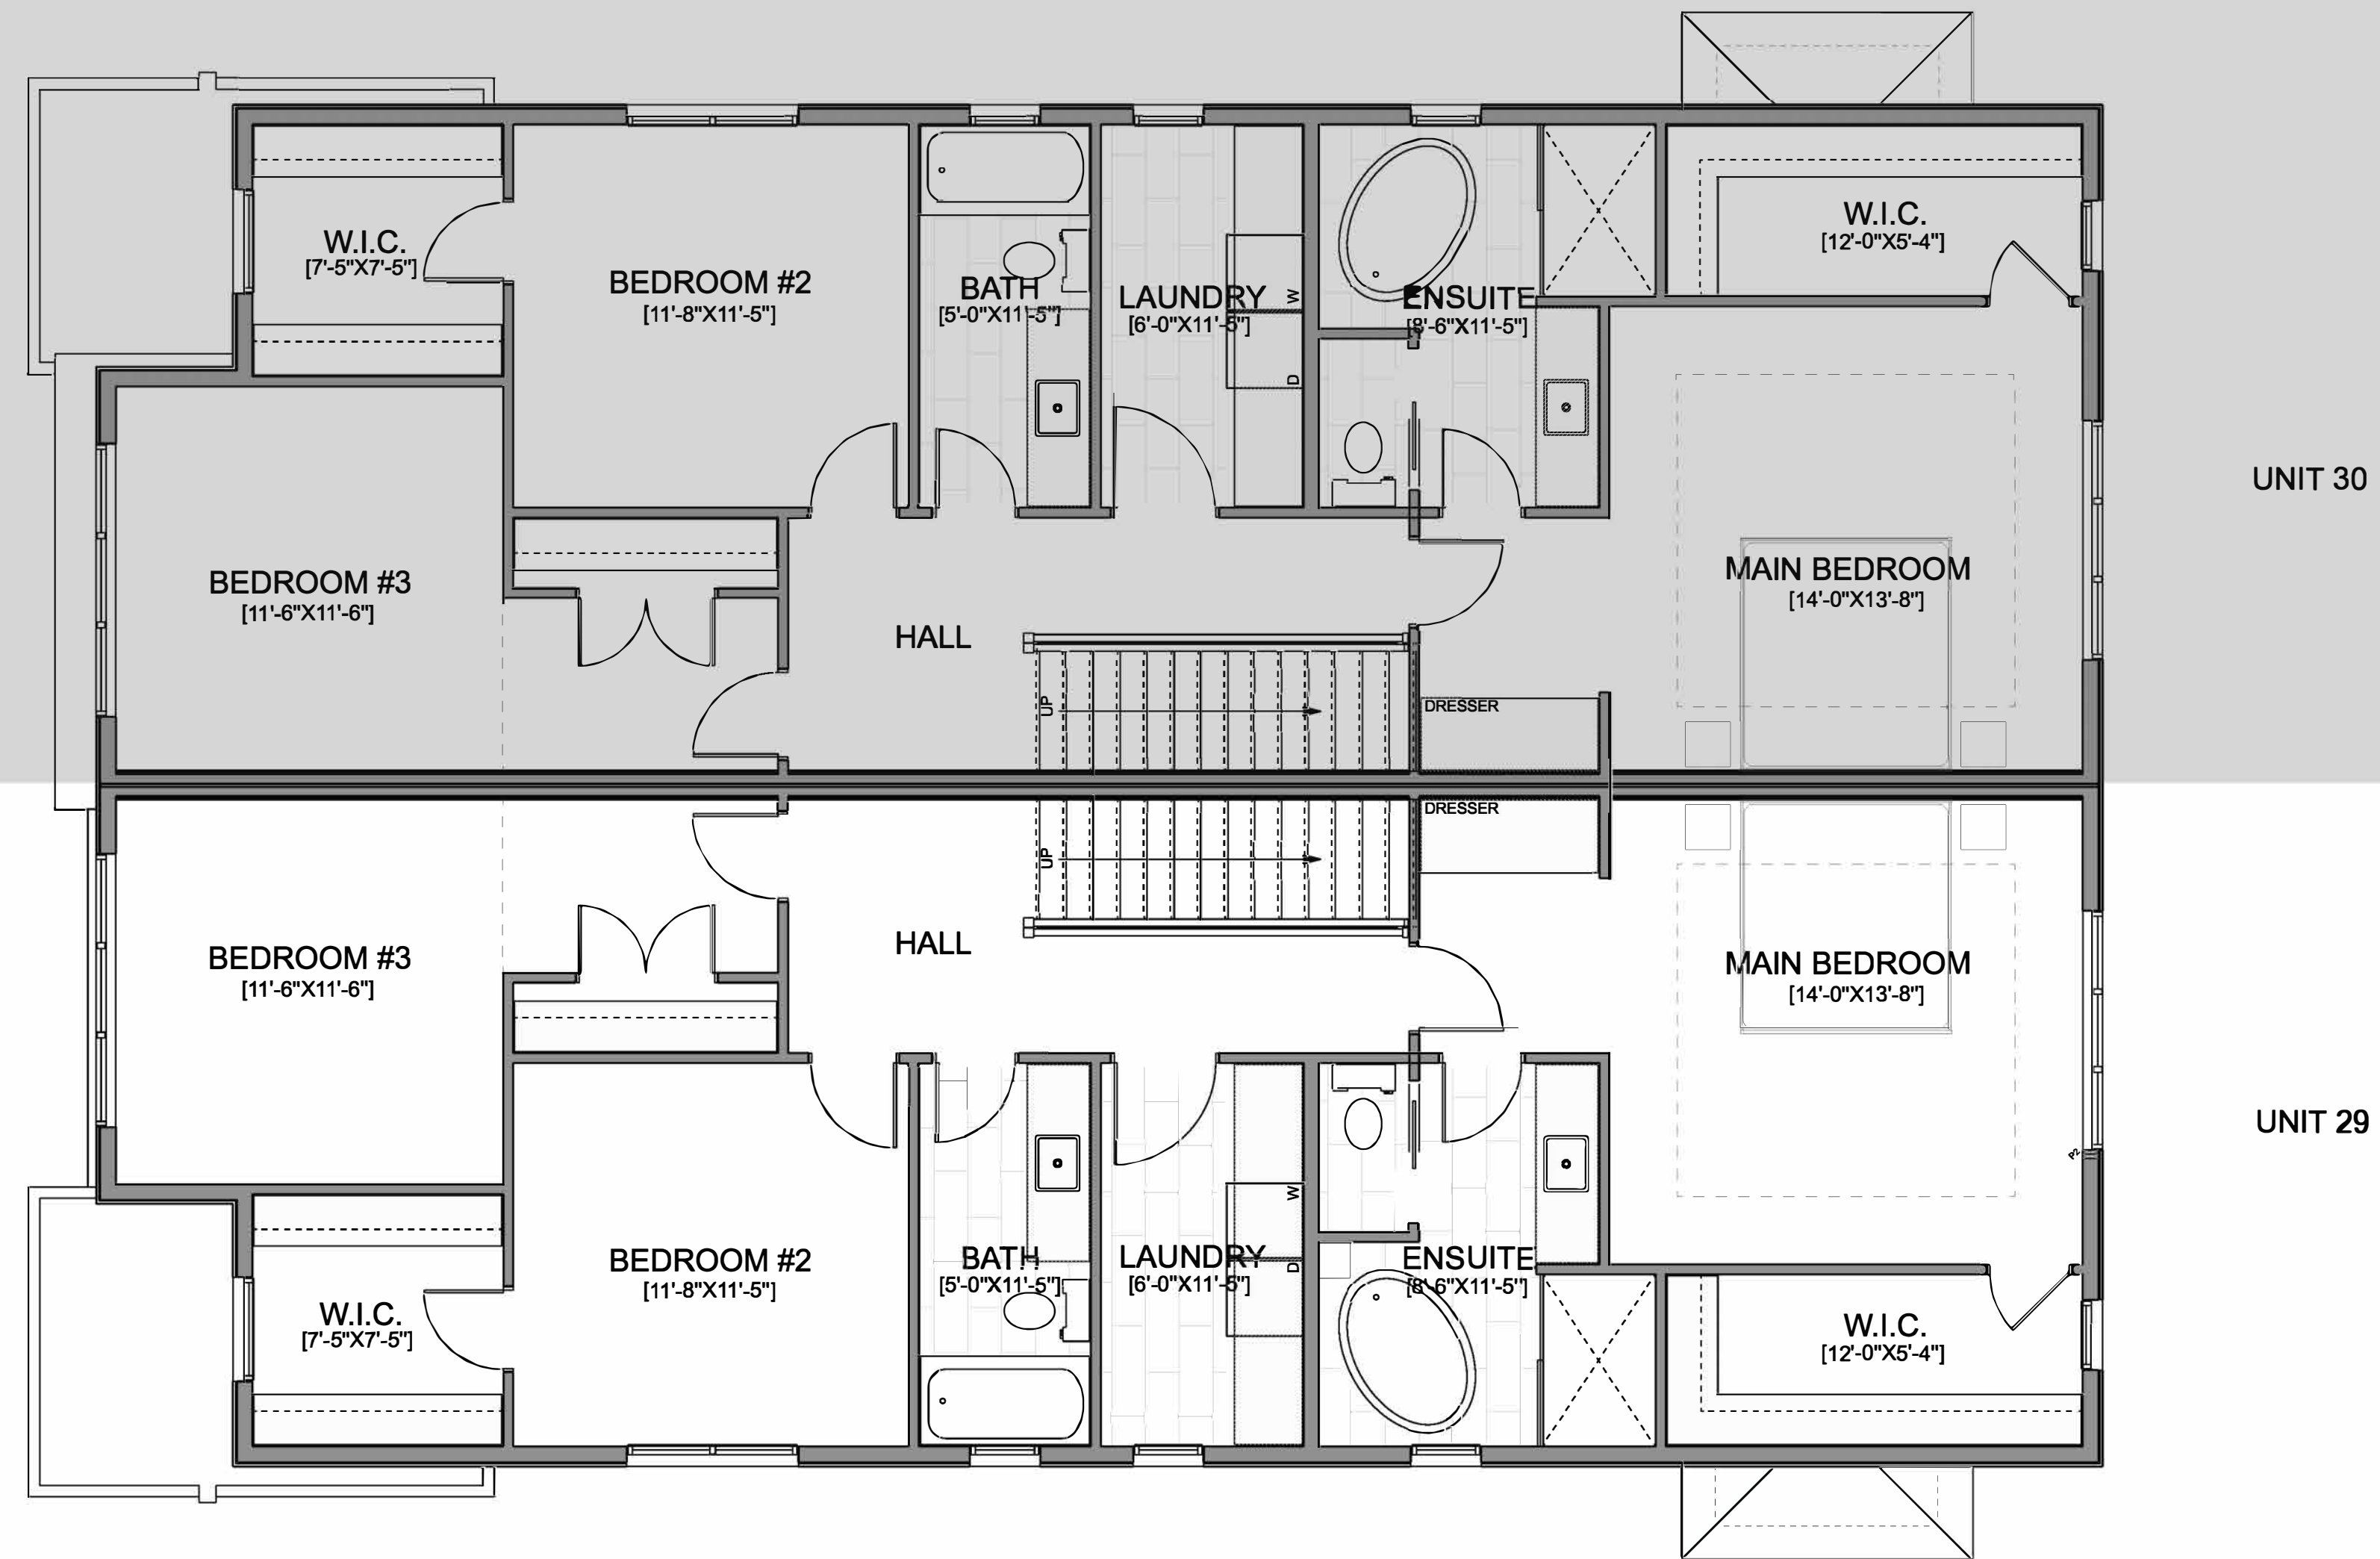 W.I.C.
[7'-5"X7'-5"]
BEDROOM #2
[11'-8"X11'-5"]
BATH
[5'-0"X11'-5"]
LAUNDRY
[6'-0"X11'-5"]
W
D
ENSUITE
[8'-6"X11'-5"]
W.I.C.
[12'-0"X5'-4"]
UNIT 30
BEDROOM #3
[11'-6"X11'-6"]
HALL
UP
DRESSER
MAIN BEDROOM
[14'-0"X13'-8"]
BEDROOM #3
[11'-6"X11'-6"]
HALL
UP
DRESSER
MAIN BEDROOM
[14'-0"X13'-8"]
UNIT 29
P2
W.I.C.
[7'-5"X7'-5"]
BEDROOM #2
[11'-8"X11'-5"]
BATH
[5'-0"X11'-5"]
LAUNDRY
[6'-0"X11'-5"]
W
D
ENSUITE
[8'-6"X11'-5"]
W.I.C.
[12'-0"X5'-4"]